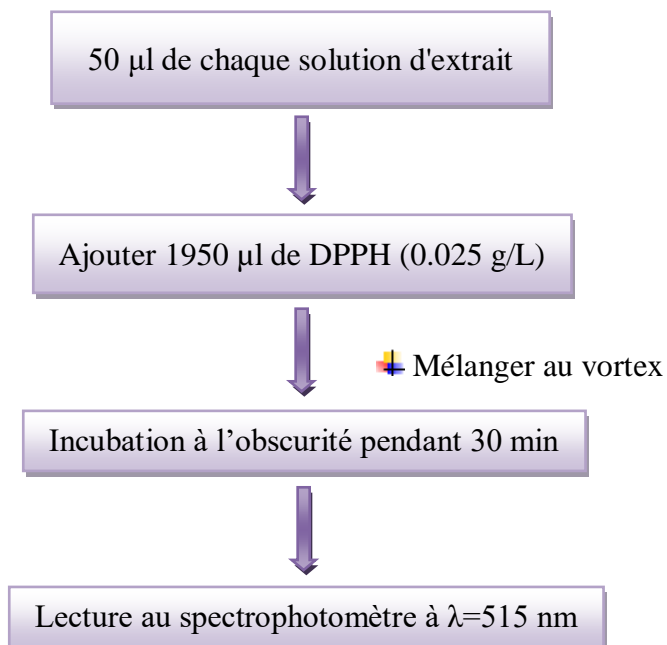 50 μl de chaque solution d'extrait
Ajouter 1950 μl de DPPH (0.025 g/L)
Mélanger au vortex
Incubation à l’obscurité pendant 30 min
Lecture au spectrophotomètre à λ=515 nm